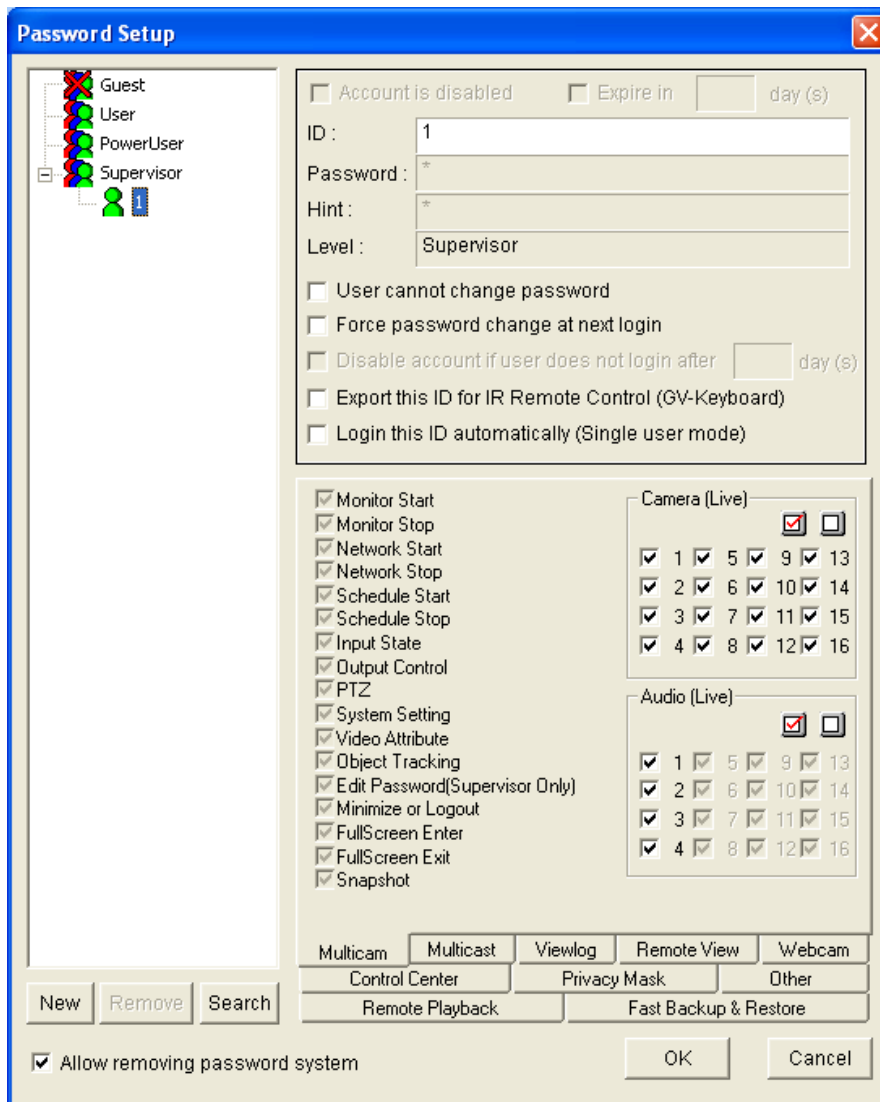 Password Setup
Guest
User
PowerUser
Supervisor
1
Account is disabled
Expire in
day (s)
ID :
1
Password :
*
Hint :
*
Level :
Supervisor
User cannot change password
Force password change at next login
Disable account if user does not login after
day (s)
Export this ID for IR Remote Control (GV-Keyboard)
Login this ID automatically (Single user mode)
Monitor Start
Monitor Stop
Network Start
Network Stop
Schedule Start
Schedule Stop
Input State
Output Control
PTZ
System Setting
Video Attribute
Object Tracking
Edit Password(Supervisor Only)
Minimize or Logout
FullScreen Enter
FullScreen Exit
Snapshot
Camera (Live)
1 5 9 13
2 6 10 14
3 7 11 15
4 8 12 16
Audio (Live)
1 5 9 13
2 6 10 14
3 7 11 15
4 8 12 16
Multicam Multicast Viewlog Remote View Webcam
Control Center Privacy Mask Other
Remote Playback Fast Backup & Restore
New Remove Search
Allow removing password system
OK Cancel